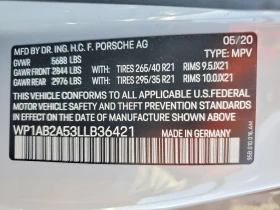 MFD BY DR. ING. H.C. F. PORSCHE AG 05/20
GVWR 5688 LBS TYPE: MPV
GAWR FRONT 2844 LBS WITH TIRES 265/40 R21 RIMS 9.5JX21
GAWR REAR 2976 LBS WITH TIRES 295/35 R21 RIMS 10.0JX21
THIS VEHICLE CONFORMS TO ALL APPLICABLE U.S. FEDERAL
MOTOR VEHICLE SAFETY AND THEFT PREVENTION STANDARDS
IN EFFECT ON THE DATE OF MANUFACTURE SHOWN ABOVE.
WP1AB2A53LLB36421